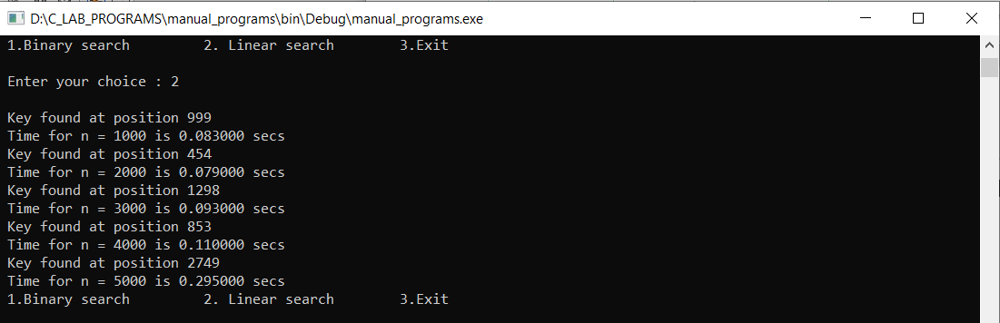 D:\C_LAB_PROGRAMS\manual_programs\bin\Debug\manual_programs.exe
1.Binary search         2. Linear search        3.Exit
Enter your choice : 2
Key found at position 999
Time for n = 1000 is 0.083000 secs
Key found at position 454
Time for n = 2000 is 0.079000 secs
Key found at position 1298
Time for n = 3000 is 0.093000 secs
Key found at position 853
Time for n = 4000 is 0.110000 secs
Key found at position 2749
Time for n = 5000 is 0.295000 secs
1.Binary search         2. Linear search        3.Exit